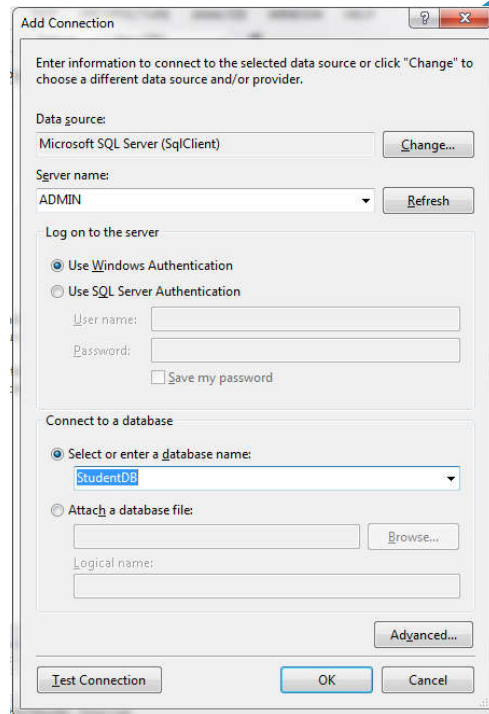 Add Connection
?
Enter information to connect to the selected data source or click "Change" to
choose a different data source and/or provider.
Data source:
Microsoft SQL Server (SqlClient)
Change...
Server name:
ADMIN
Refresh
Log on to the server
Use Windows Authentication
Use SQL Server Authentication
User name:
Password:
Save my password
Connect to a database
Select or enter a database name:
StudentDB
Attach a database file:
Browse...
Logical name:
Advanced...
Test Connection
OK
Cancel